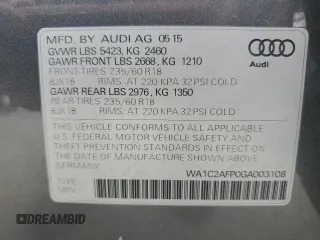 MFD. BY AUDI AG 05 15
GVWR LBS 5423, KG 2460
GAWR FRONT LBS 2668, KG 1210
FRONT-TIRES 235/60 R18
8JX18 RIMS, AT 220 KPA 32 PSI COLD
GAWR REAR LBS 2976, KG 1350
REAR-TIRES 235/60 R18
8JX18 RIMS, AT 220 KPA 32 PSI COLD
Audi
THIS VEHICLE CONFORMS TO ALL APPLICABLE
U.S. FEDERAL MOTOR VEHICLE SAFETY AND
THEFT PREVENTION STANDARDS IN EFFECT ON
THE DATE OF MANUFACTURE SHOWN ABOVE.
GERMANY WA1C2AFP0GA003108
TYPE:
MPV
DREAMBID